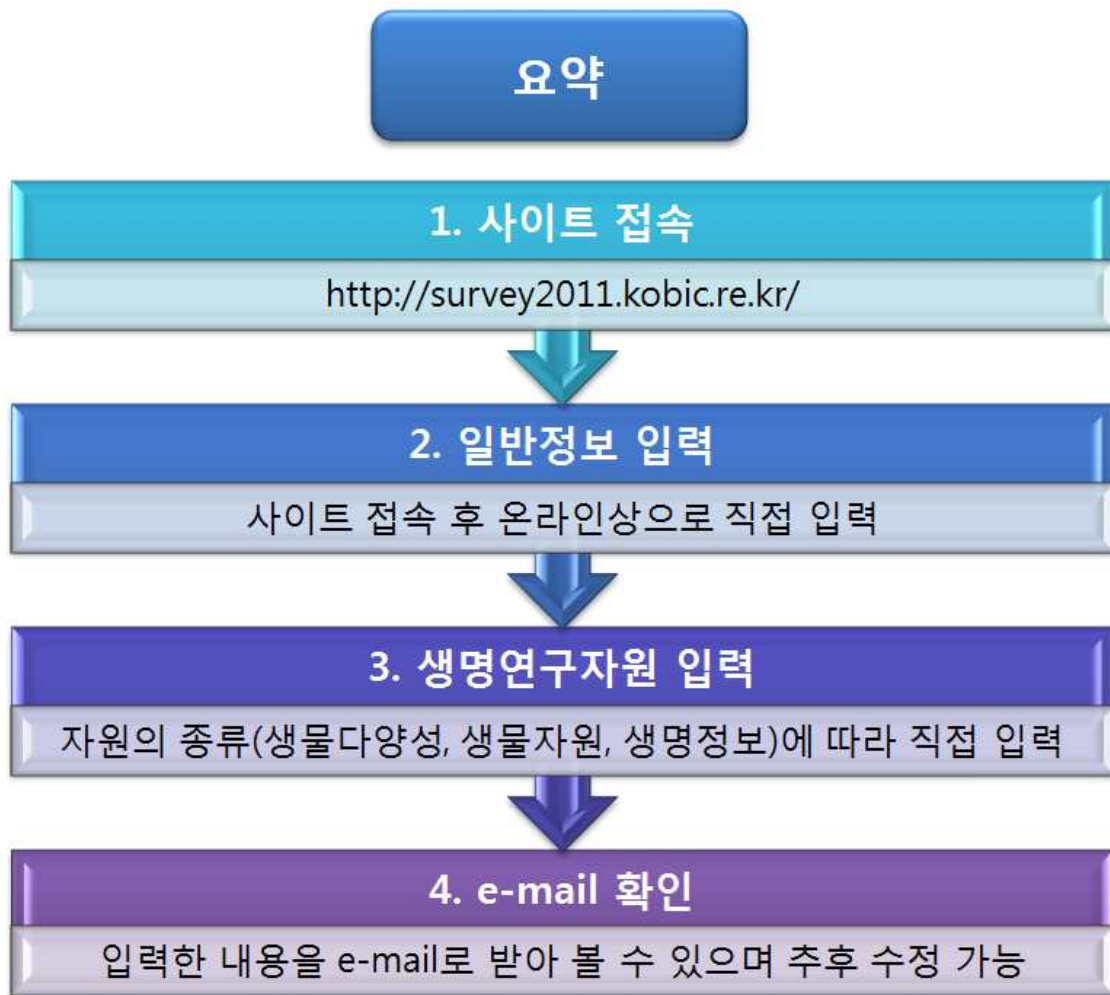 요약
1. 사이트 접속
http://survey2011.kobic.re.kr/
2. 일반정보 입력
사이트 접속 후 온라인상으로 직접 입력
3. 생명연구자원 입력
자원의 종류(생물다양성, 생물자원, 생명정보)에 따라 직접 입력
4. e-mail 확인
입력한 내용을 e-mail로 받아 볼 수 있으며 추후 수정 가능